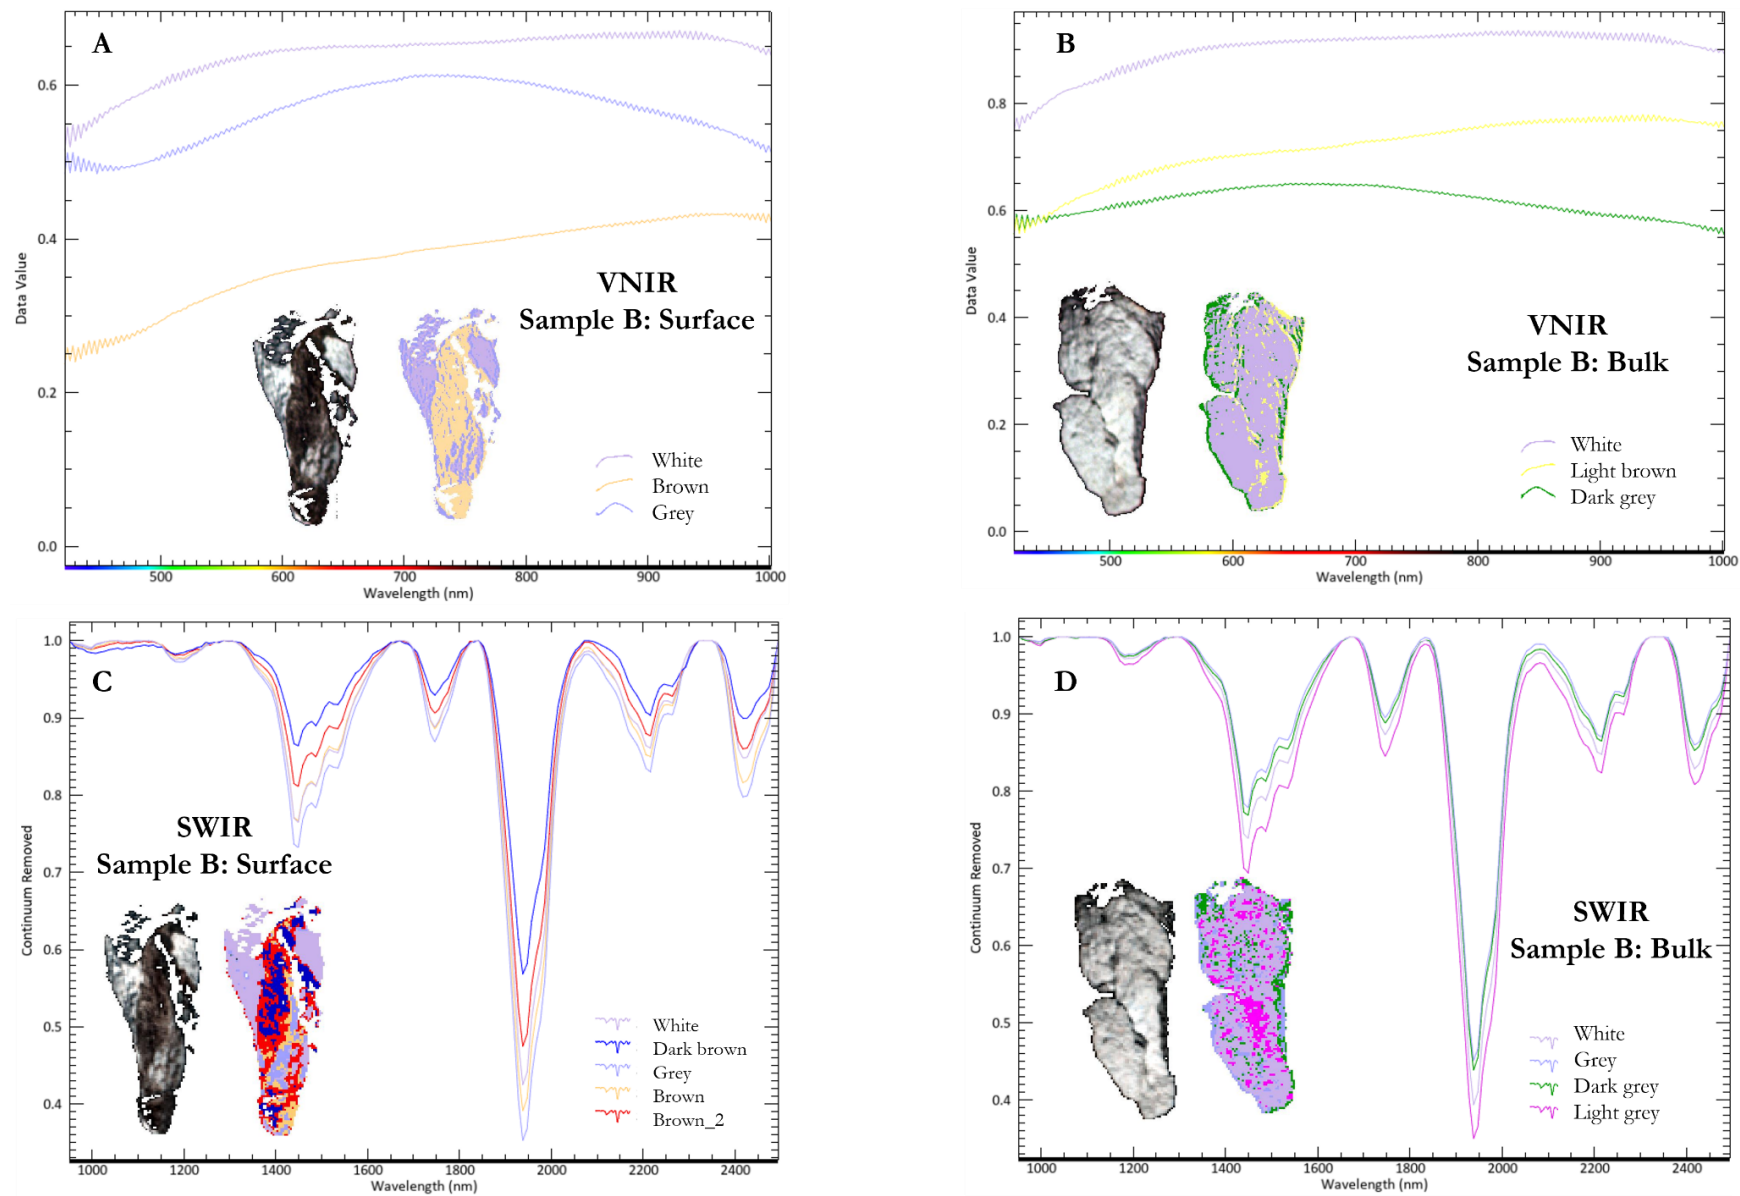 A
0.6
0.4
0.2
0.0
Data Value
VNIR
Sample B: Surface
White
Brown
Grey
500 600 700 800 900 1000
Wavelength (nm)
B
0.8
0.6
0.4
0.2
0.0
Data Value
VNIR
Sample B: Bulk
White
Light brown
Dark grey
500 600 700 800 900 1000
Wavelength (nm)
C
1.0
0.9
0.8
0.7
0.6
0.5
0.4
Continuum Removed
SWIR
Sample B: Surface
White
Dark brown
Grey
Brown
Brown_2
1000 1200 1400 1600 1800 2000 2200 2400
Wavelength (nm)
D
1.0
0.9
0.8
0.7
0.6
0.5
0.4
Continuum Removed
SWIR
Sample B: Bulk
White
Grey
Dark grey
Light grey
1000 1200 1400 1600 1800 2000 2200 2400
Wavelength (nm)